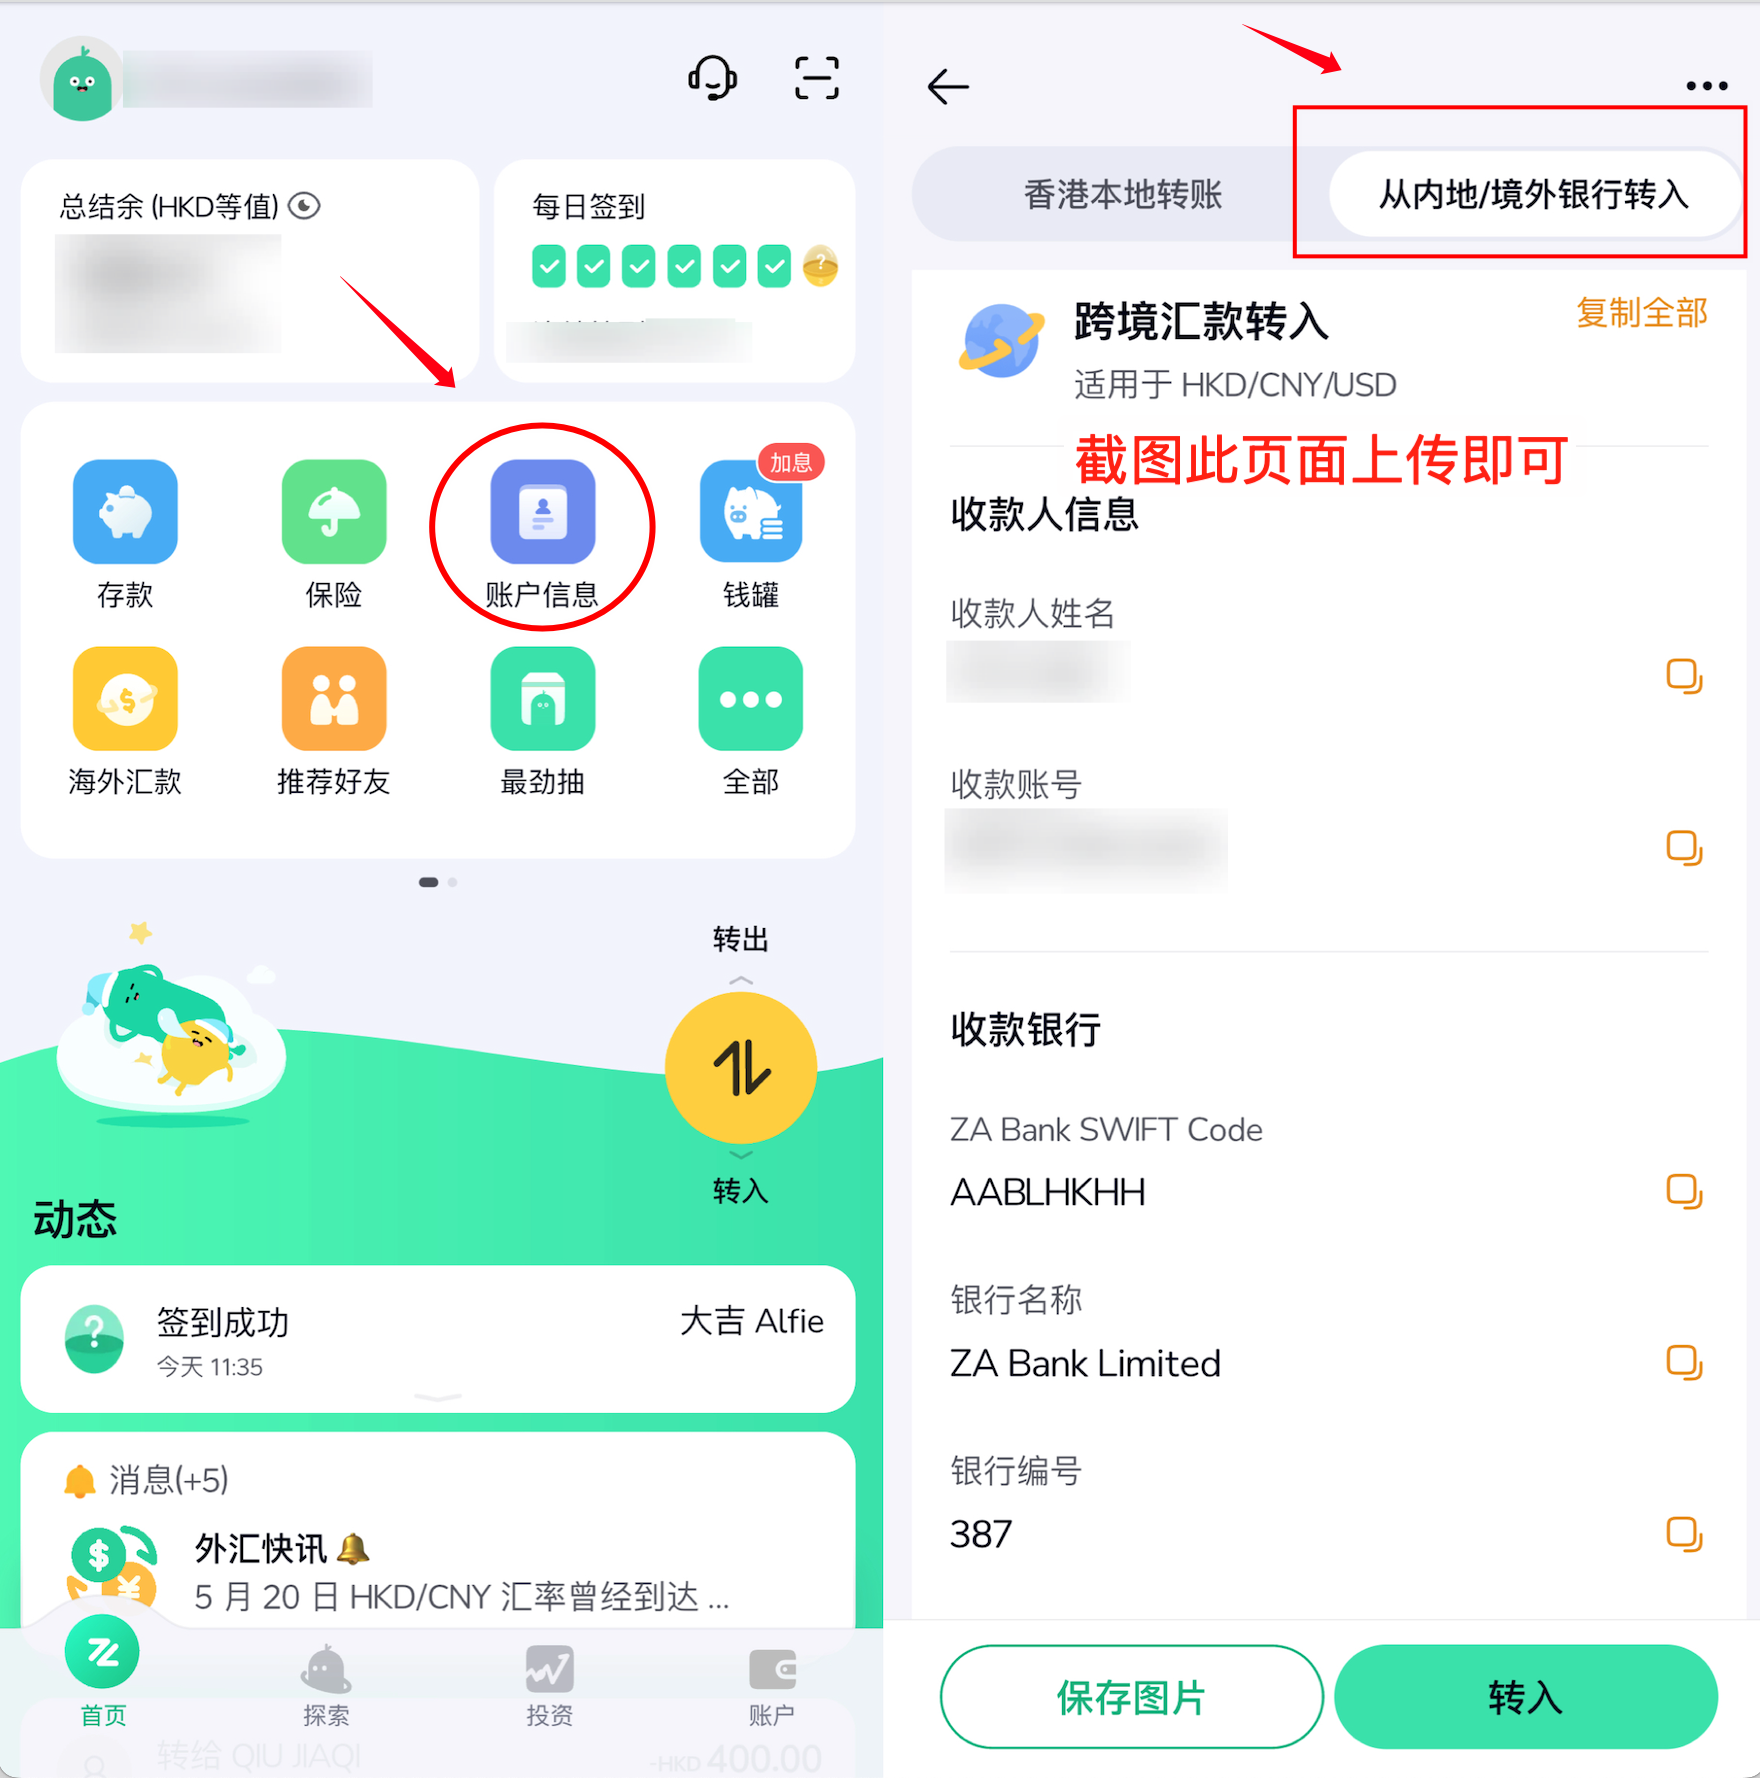 总结余 (HKD等值)
每日签到
加息
存款
保险
账户信息
钱罐
海外汇款
推荐好友
最劲抽
全部
转出
转入
动态
签到成功
大吉 Alfie
今天 11:35
消息(+5)
外汇快讯
5 月 20 日 HKD/CNY 汇率曾经到达 ...
首页
探索
投资
账户
转给 QIU JIAQI
-HKD 400.00
香港本地转账
从内地/境外银行转入
跨境汇款转入
复制全部
适用于 HKD/CNY/USD
截图此页面上传即可
收款人信息
收款人姓名
收款账号
收款银行
ZA Bank SWIFT Code
AABLHKHH
银行名称
ZA Bank Limited
银行编号
387
保存图片
转入